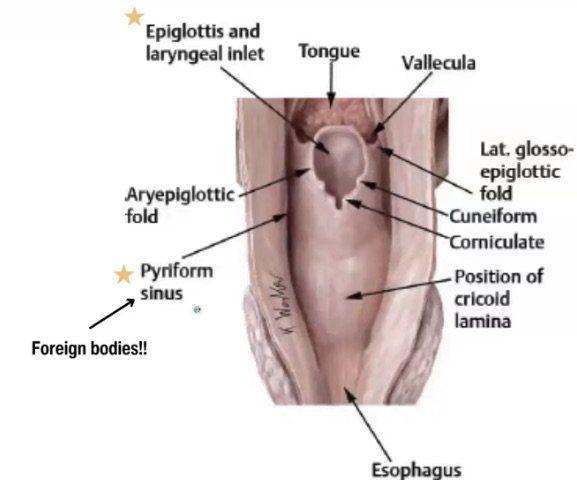 Epiglottis and
laryngeal inlet
Tongue
Vallecula
Lat. glosso-
epiglottic
fold
Aryepiglottic
fold
Cuneiform
Corniculate
Pyriform
sinus
Position of
cricoid
lamina
Foreign bodies!!
Esophagus